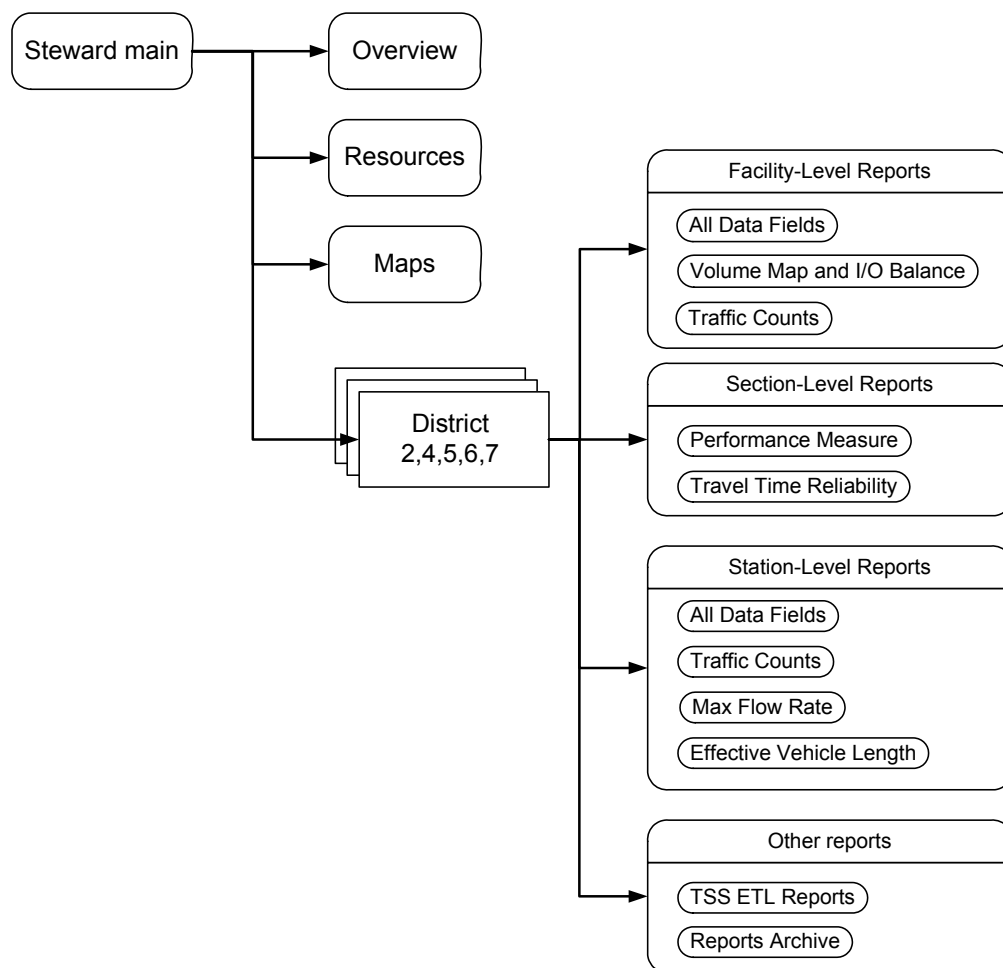 Steward main
Overview
Resources
Maps
District
2,4,5,6,7
Facility-Level Reports
All Data Fields
Volume Map and I/O Balance
Traffic Counts
Section-Level Reports
Performance Measure
Travel Time Reliability
Station-Level Reports
All Data Fields
Traffic Counts
Max Flow Rate
Effective Vehicle Length
Other reports
TSS ETL Reports
Reports Archive